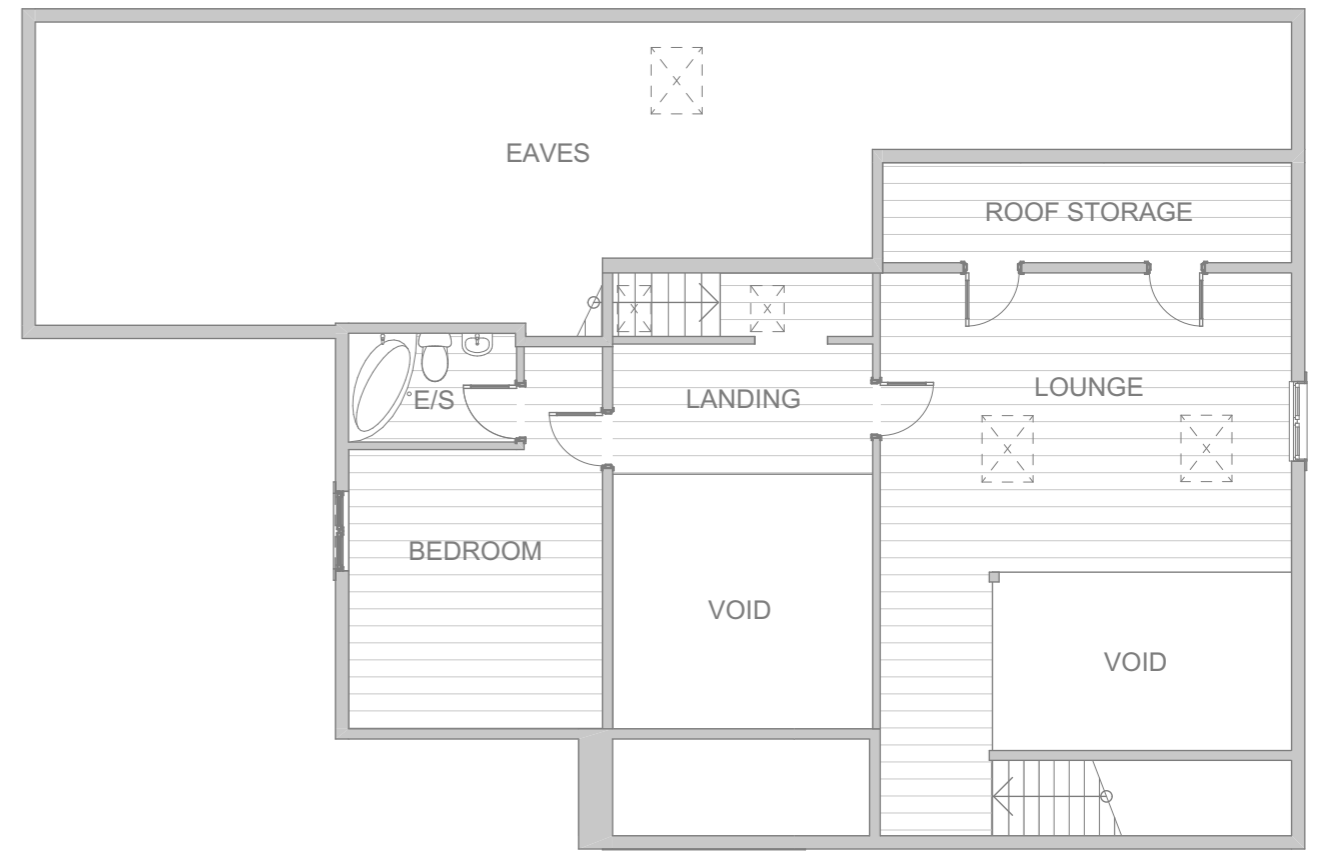 EAVES
ROOF STORAGE
E/S
LANDING
LOUNGE
BEDROOM
VOID
VOID